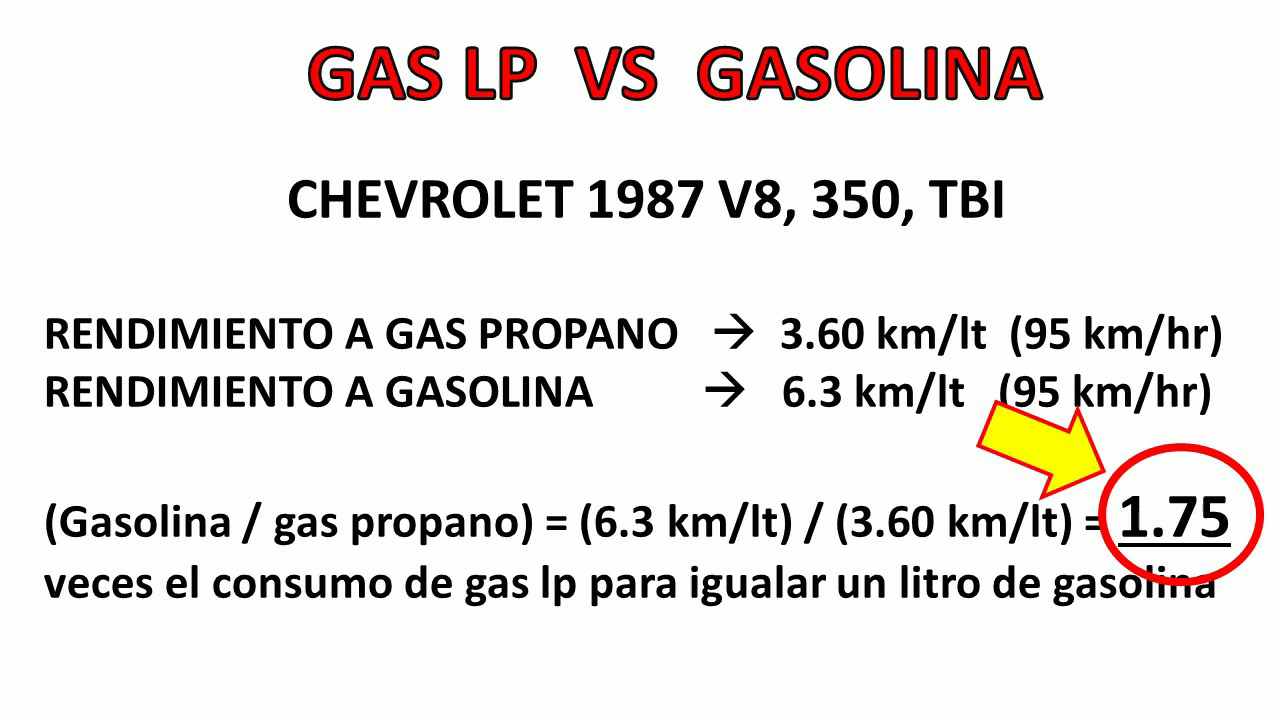 GAS LP VS GASOLINA
CHEVROLET 1987 V8, 350, TBI
RENDIMIENTO A GAS PROPANO → 3.60 km/lt (95 km/hr)
RENDIMIENTO A GASOLINA → 6.3 km/lt (95 km/hr)
(Gasolina / gas propano) = (6.3 km/lt) / (3.60 km/lt) = 1.75
veces el consumo de gas lp para igualar un litro de gasolina